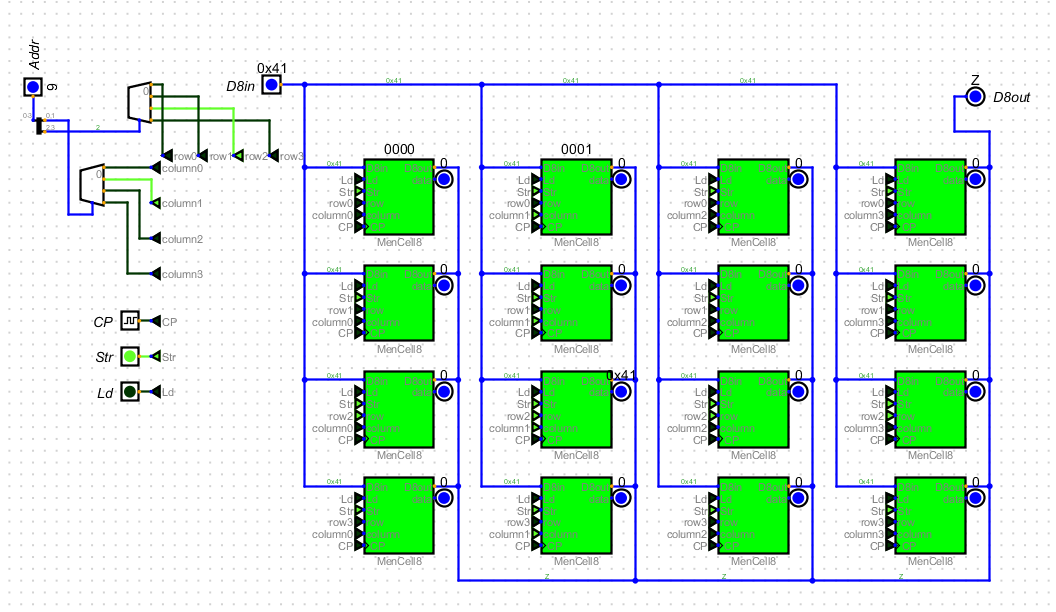 Addr
9
0-3
0,1
2,3
2
0
row0
row1
row2
row3
0
column0
column1
column2
column3
CP
CP
Str
Str
Ld
Ld
0x41
D8in
0x41
0x41
0x41
Z
D8out
0000
0x41
D8in D8out
0
Ld Ld data
Str Str
row0 row
column0 column
CP CP
MenCell8
0001
0x41
D8in D8out
0
Ld Ld data
Str Str
row0 row
column1 column
CP CP
MenCell8
0x41
D8in D8out
0
Ld Ld data
Str Str
row0 row
column2 column
CP CP
MenCell8
0x41
D8in D8out
0
Ld Ld data
Str Str
row0 row
column3 column
CP CP
MenCell8
0x41
D8in D8out
0
Ld Ld data
Str Str
row1 row
column0 column
CP CP
MenCell8
0x41
D8in D8out
0
Ld Ld data
Str Str
row1 row
column1 column
CP CP
MenCell8
0x41
D8in D8out
0
Ld Ld data
Str Str
row1 row
column2 column
CP CP
MenCell8
0x41
D8in D8out
0
Ld Ld data
Str Str
row1 row
column3 column
CP CP
MenCell8
0x41
D8in D8out
0
Ld Ld data
Str Str
row2 row
column0 column
CP CP
MenCell8
0x41
D8in D8out
0x41
Ld Ld data
Str Str
row2 row
column1 column
CP CP
MenCell8
0x41
D8in D8out
0
Ld Ld data
Str Str
row2 row
column2 column
CP CP
MenCell8
0x41
D8in D8out
0
Ld Ld data
Str Str
row2 row
column3 column
CP CP
MenCell8
0x41
D8in D8out
0
Ld Ld data
Str Str
row3 row
column0 column
CP CP
MenCell8
0x41
D8in D8out
0
Ld Ld data
Str Str
row3 row
column1 column
CP CP
MenCell8
0x41
D8in D8out
0
Ld Ld data
Str Str
row3 row
column2 column
CP CP
MenCell8
0x41
D8in D8out
0
Ld Ld data
Str Str
row3 row
column3 column
CP CP
MenCell8
Z
Z
Z